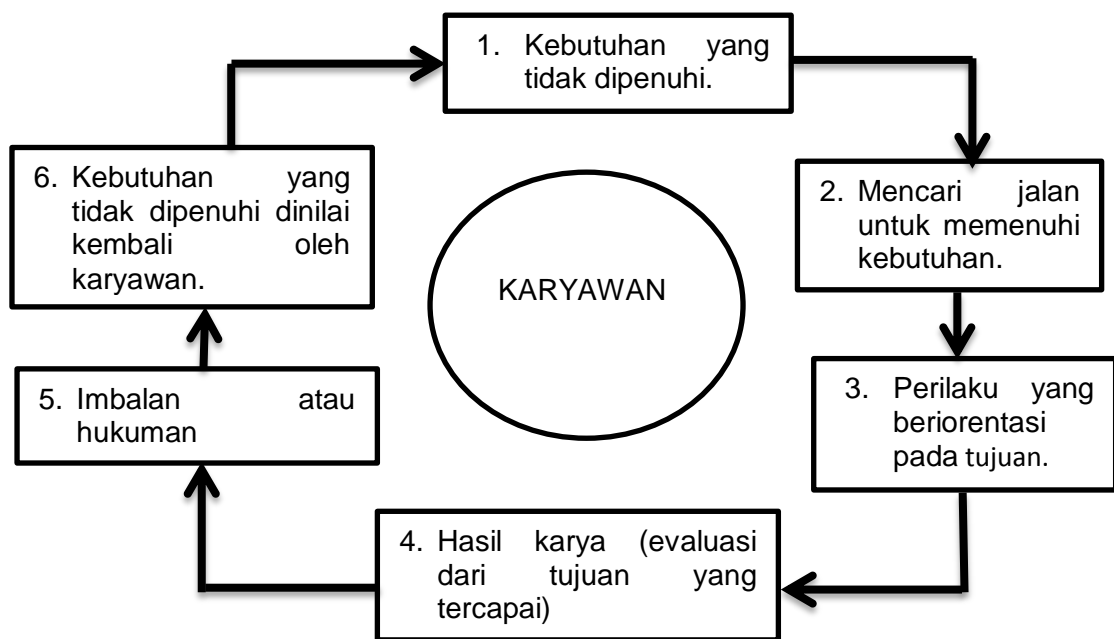 1. Kebutuhan yang
tidak dipenuhi.
2. Mencari jalan
untuk memenuhi
kebutuhan.
3. Perilaku yang
beriorentasi
pada tujuan.
4. Hasil karya (evaluasi
dari tujuan yang
tercapai)
5. Imbalan atau
hukuman
6. Kebutuhan yang
tidak dipenuhi dinilai
kembali oleh
karyawan.
KARYAWAN